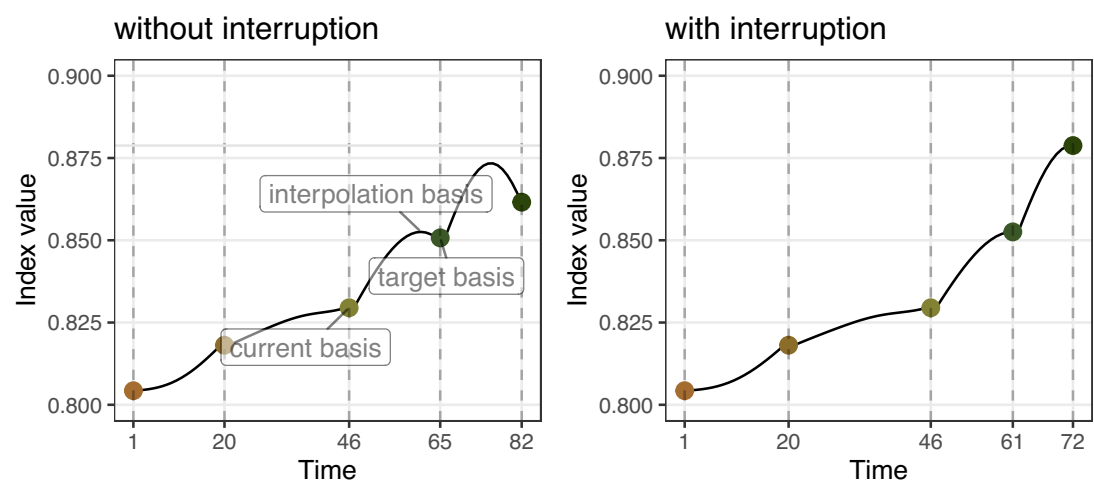 without interruption
0.900
0.875
0.850
0.825
0.800
Index value
interpolation basis
target basis
current basis
1 20 46 65 82
Time
with interruption
0.900
0.875
0.850
0.825
0.800
Index value
1 20 46 61 72
Time